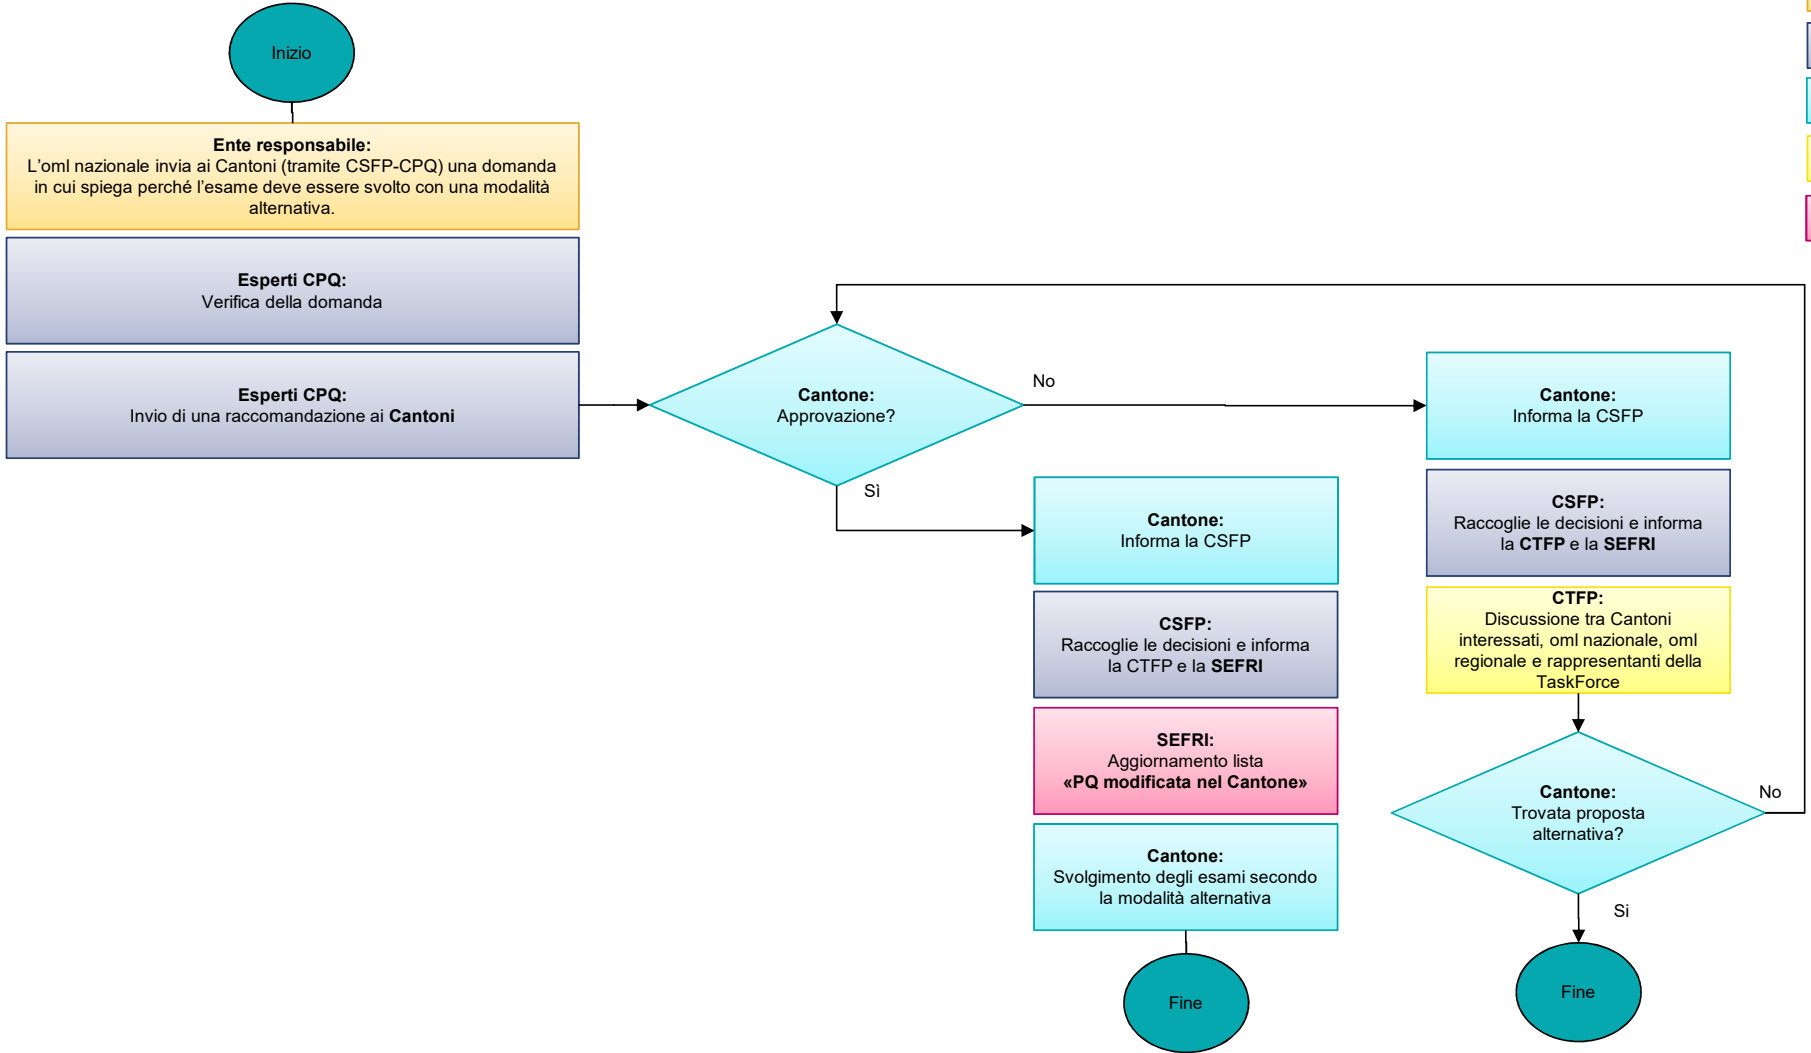 Inizio
Ente responsabile:
L'oml nazionale invia ai Cantoni (tramite CSFP-CPQ) una domanda
in cui spiega perché l'esame deve essere svolto con una modalità
alternativa.
Esperti CPQ:
Verifica della domanda
Esperti CPQ:
Invio di una raccomandazione ai Cantoni
Cantone:
Approvazione?
No
Sì
Cantone:
Informa la CSFP
CSFP:
Raccoglie le decisioni e informa
la CTFP e la SEFRI
SEFRI:
Aggiornamento lista
«PQ modificata nel Cantone»
Cantone:
Svolgimento degli esami secondo
la modalità alternativa
Fine
Cantone:
Informa la CSFP
CSFP:
Raccoglie le decisioni e informa
la CTFP e la SEFRI
CTFP:
Discussione tra Cantoni
interessati, oml nazionale, oml
regionale e rappresentanti della
TaskForce
Cantone:
Trovata proposta
alternativa?
No
Si
Fine